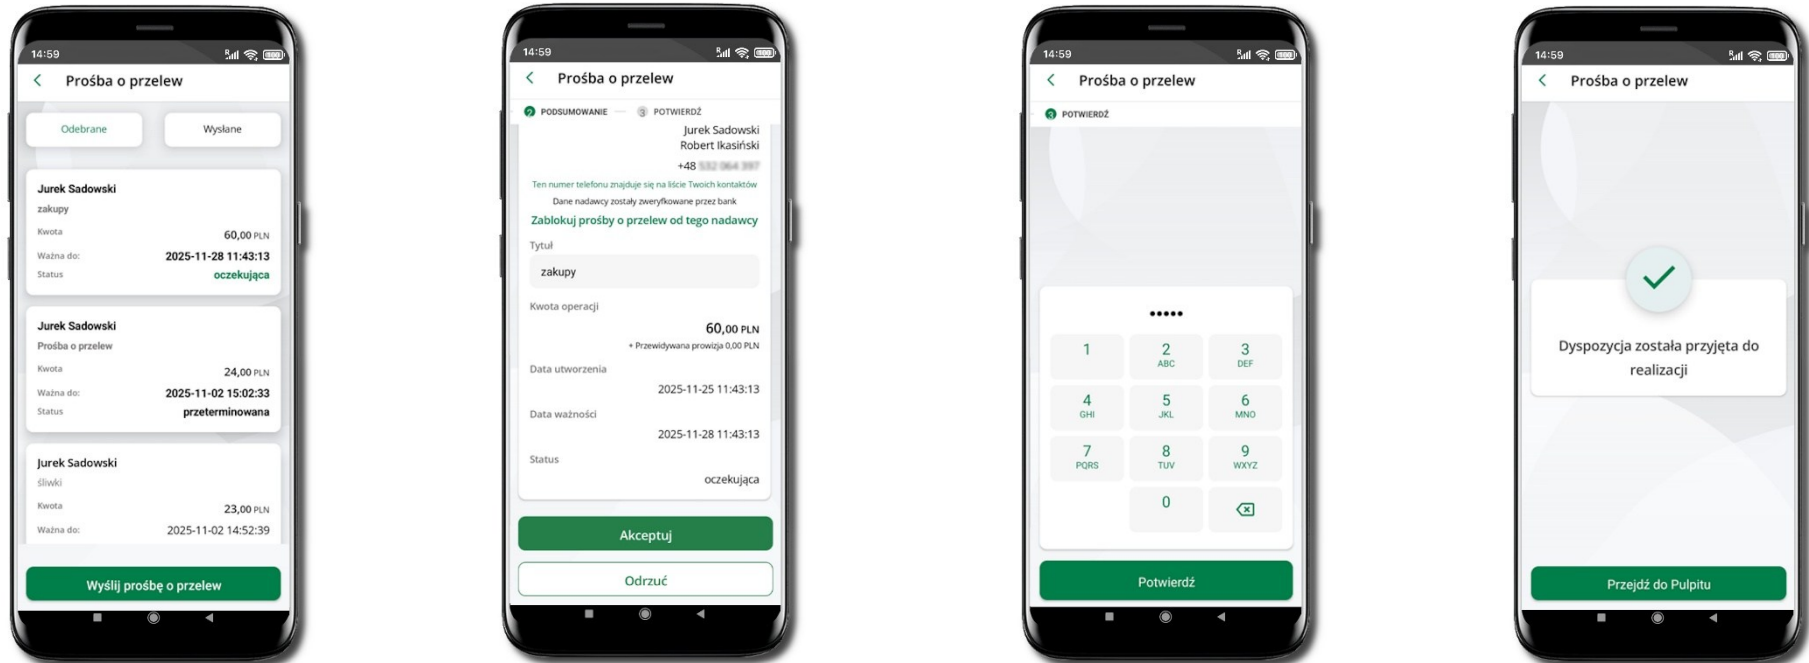 14:59
Prośba o przelew
Odebrane
Wysłane
Jurek Sadowski
zakupy
Kwota
60,00 PLN
Ważna do:
2025-11-28 11:43:13
Status
oczekująca
Jurek Sadowski
Prośba o przelew
Kwota
24,00 PLN
Ważna do:
2025-11-02 15:02:33
Status
przeterminowana
Jurek Sadowski
śliwki
Kwota
23,00 PLN
Ważna do:
2025-11-02 14:52:39
Wyślij prośbę o przelew
14:59
Prośba o przelew
2 PODSUMOWANIE
3 POTWIERDŹ
Jurek Sadowski
Robert Ikasiński
+48
Ten numer telefonu znajduje się na liście Twoich kontaktów
Dane nadawcy zostały zweryfkowane przez bank
Zablokuj prośby o przelew od tego nadawcy
Tytuł
zakupy
Kwota operacji
60,00 PLN
+ Przewidywana prowizja 0,00 PLN
Data utworzenia
2025-11-25 11:43:13
Data ważności
2025-11-28 11:43:13
Status
oczekująca
Akceptuj
Odrzuć
14:59
Prośba o przelew
3 POTWIERDŹ
1
2
ABC
3
DEF
4
GHI
5
JKL
6
MNO
7
PQRS
8
TUV
9
WXYZ
0
Potwierdź
14:59
Prośba o przelew
Dyspozycja została przyjęta do
realizacji
Przejdź do Pulpitu